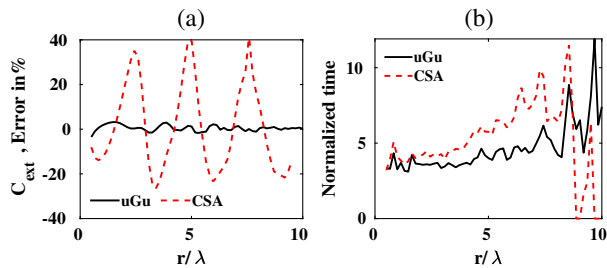 (a)
C_ext , Error in %
40
20
0
-20
-40
uGu
CSA
0
5
10
r/ λ
(b)
Normalized time
10
5
0
uGu
CSA
0
5
10
r/ λ